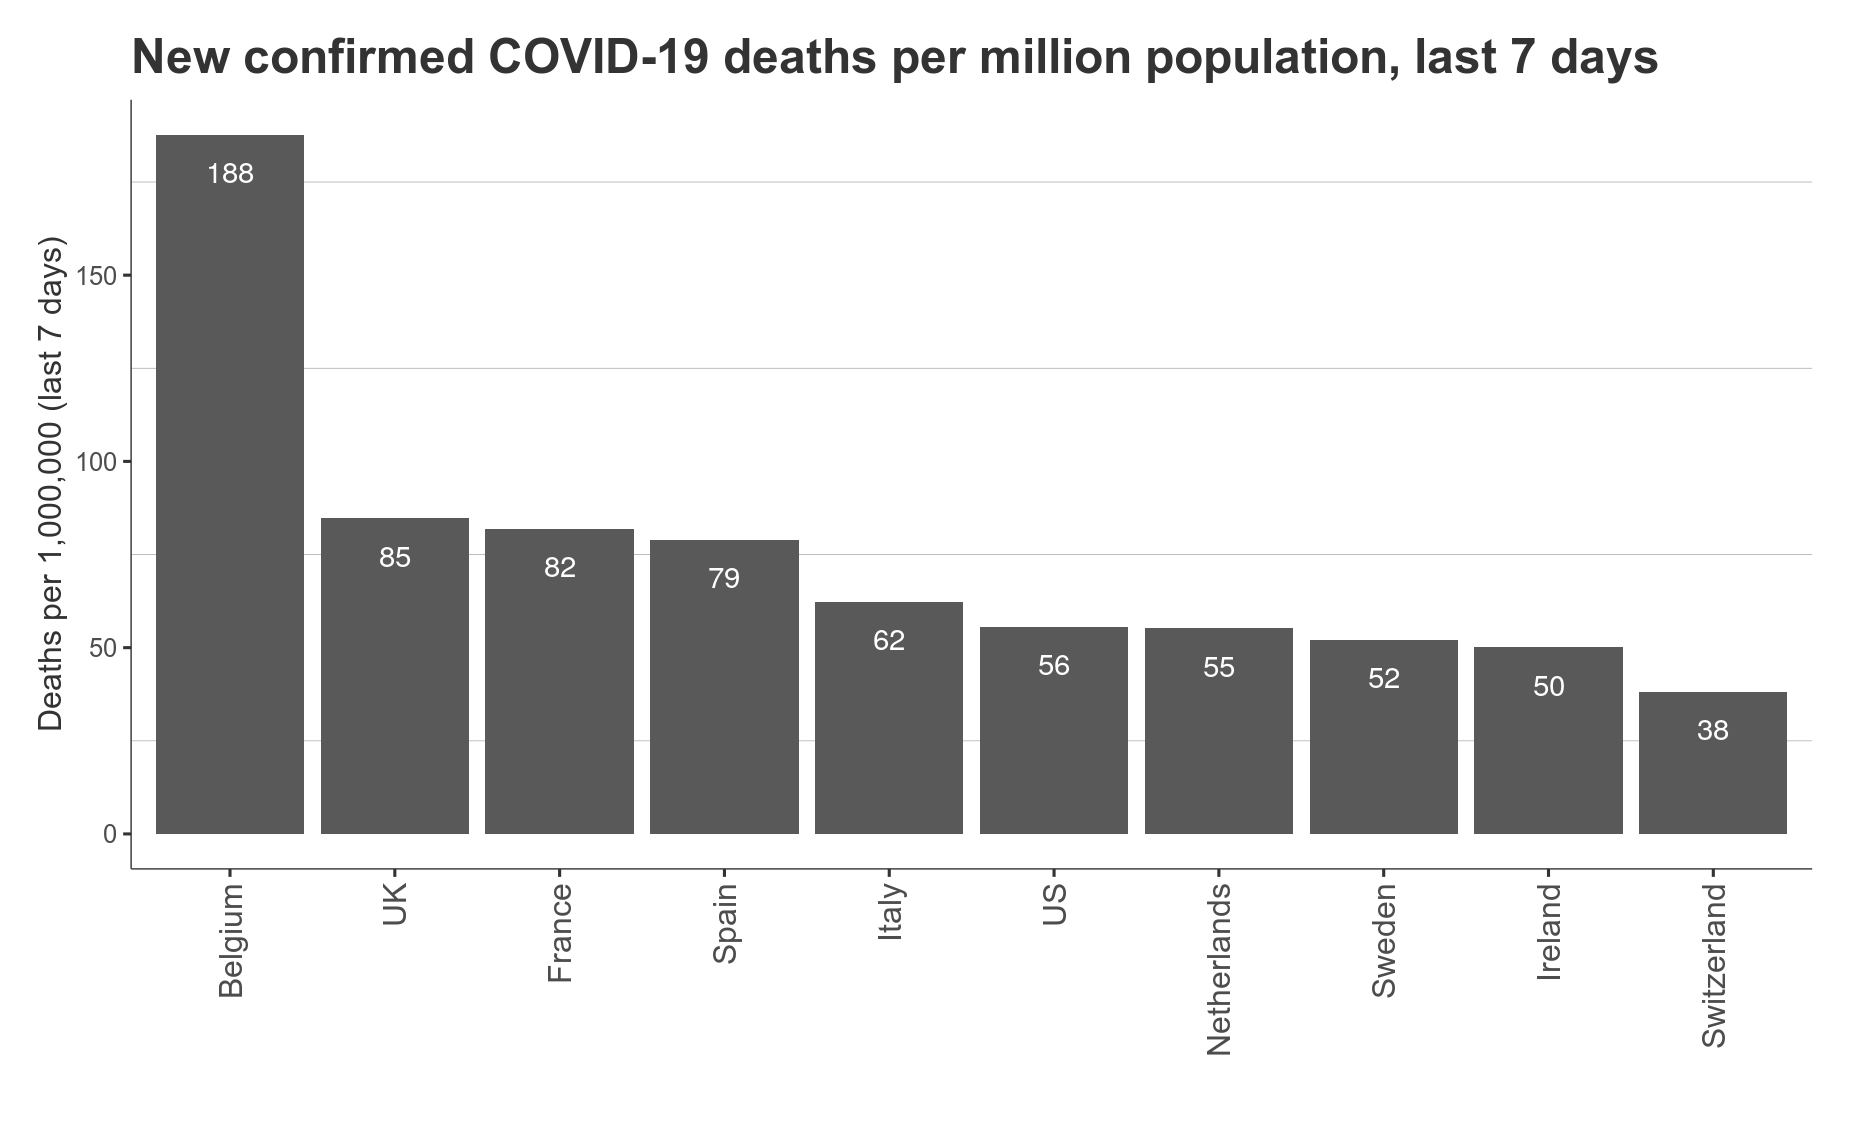 New confirmed COVID-19 deaths per million population, last 7 days
Deaths per 1,000,000 (last 7 days)
150
100
50
0
188
85
82
79
62
56
55
52
50
38
Belgium
UK
France
Spain
Italy
US
Netherlands
Sweden
Ireland
Switzerland